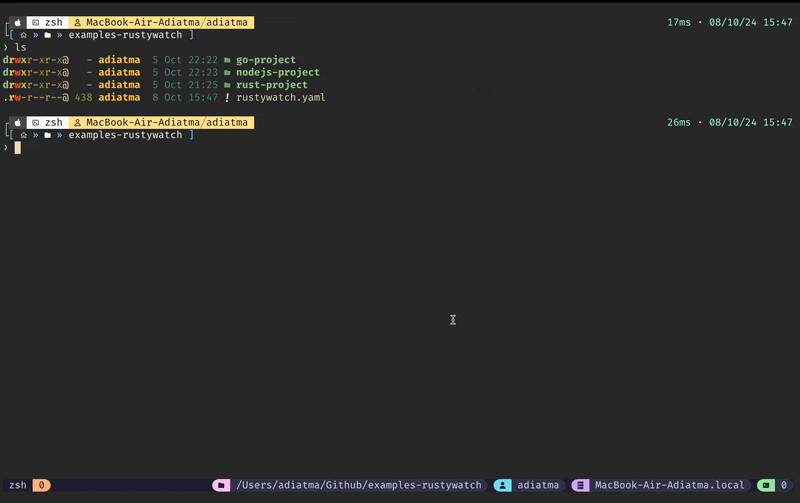 zsh MacBook-Air-Adiatma/adiatma 17ms · 08/10/24 15:47
[ » » examples-rustywatch ]
❯ ls
drwxr-xr-x@ - adiatma 5 Oct 22:22 go-project
drwxr-xr-x@ - adiatma 5 Oct 22:23 nodejs-project
drwxr-xr-x@ - adiatma 5 Oct 21:25 rust-project
.rw-r--r--@ 438 adiatma 8 Oct 15:47 ! rustywatch.yaml
zsh MacBook-Air-Adiatma/adiatma 26ms · 08/10/24 15:47
[ » » examples-rustywatch ]
❯
zsh 0 /Users/adiatma/Github/examples-rustywatch adiatma MacBook-Air-Adiatma.local 0